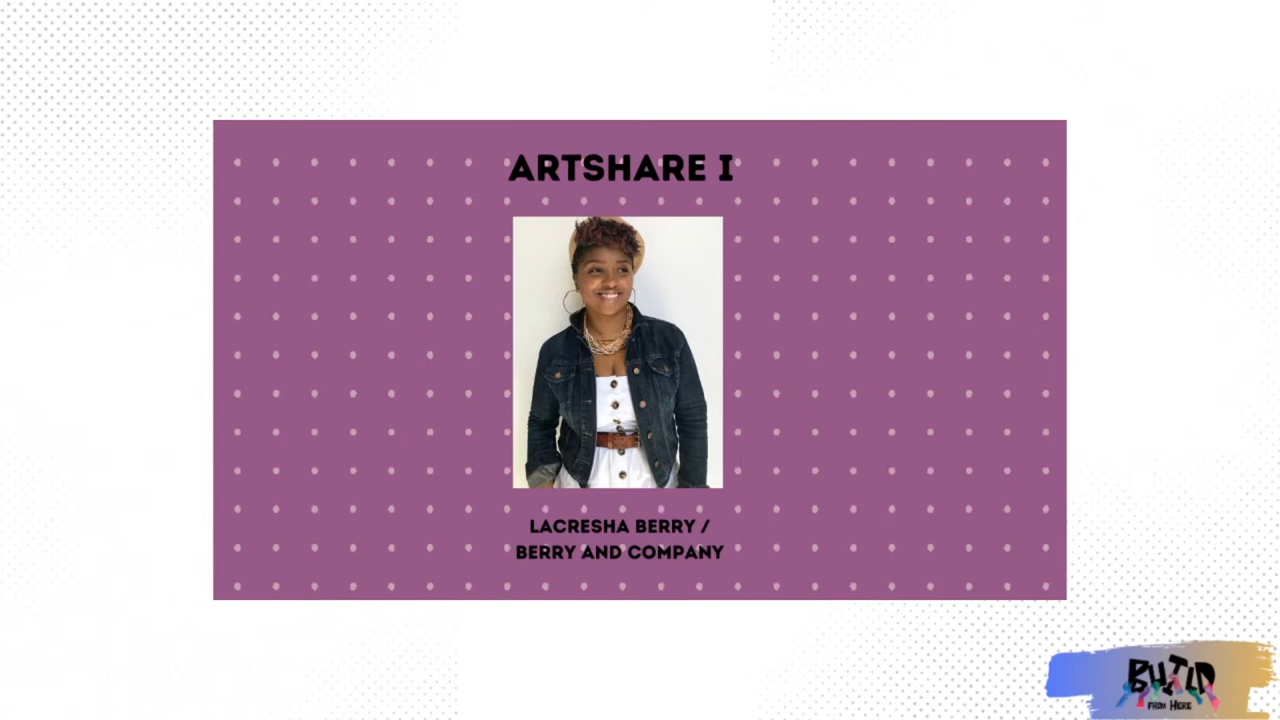 ARTSHARE I
LACRESHA BERRY /
BERRY AND COMPANY
BUILD
FROM HERE